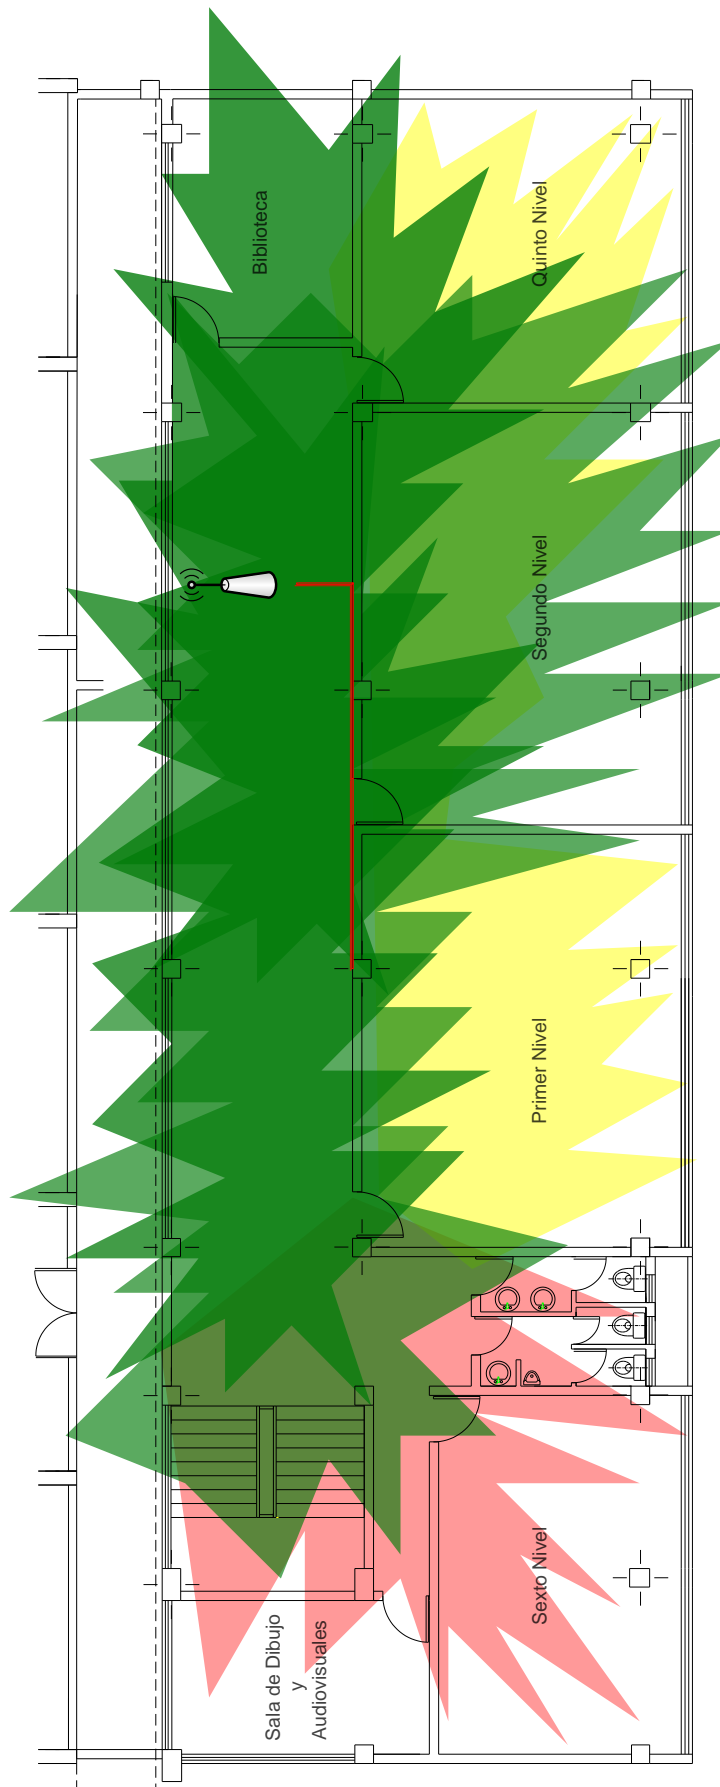 Biblioteca
Quinto Nivel
Segundo Nivel
Primer Nivel
Sexto Nivel
Sala de Dibujo
y
Audiovisuales